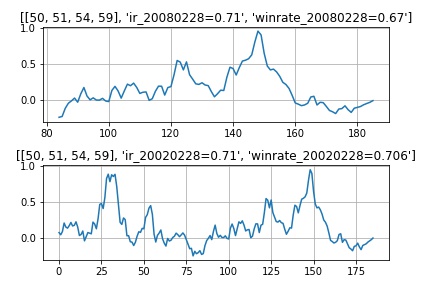 [[50, 51, 54, 59], 'ir_20080228=0.71', 'winrate_20080228=0.67']
1.0
0.5
0.0
80 100 120 140 160 180
[[50, 51, 54, 59], 'ir_20020228=0.71', 'winrate_20020228=0.706']
1.0
0.5
0.0
0 25 50 75 100 125 150 175